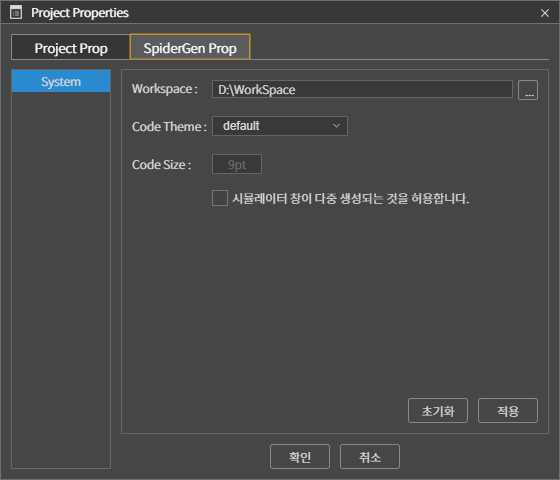 Project Properties
Project Prop SpiderGen Prop
System
Workspace : D:\WorkSpace ...
Code Theme : default
Code Size : 9pt
시뮬레이터 창이 다중 생성되는 것을 허용합니다.
초기화 적용
확인 취소